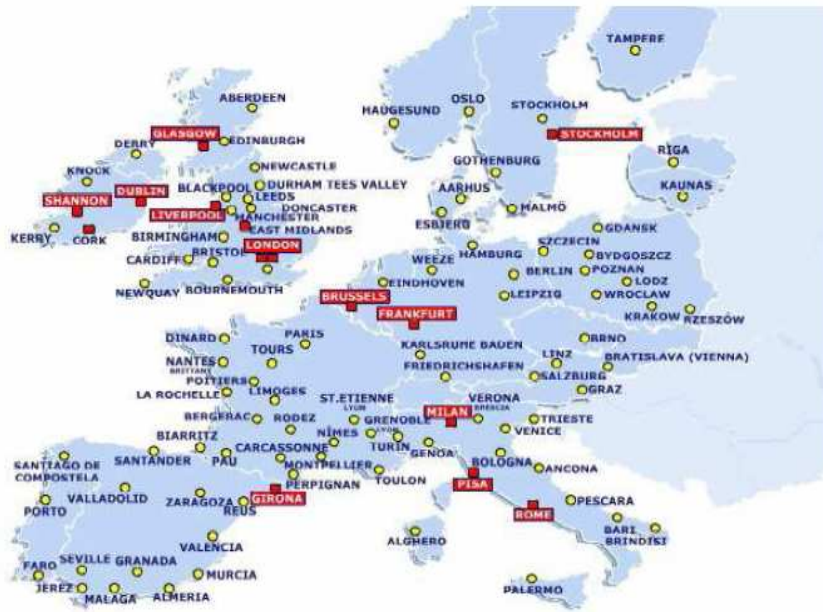 TAMPERE
ABERDEEN
HAUGESUND
OSLO
STOCKHOLM
GLASGOW
EDINBURGH
STOCKHOLM
DERRY
RIGA
KNOCK
NEWCASTLE
GOTHENBURG
DUBLIN
BLACKPOOL
DURHAM TEES VALLEY
AARHUS
KAUNAS
SHANNON
LEEDS
LIVERPOOL
DONCASTER
MANCHESTER
MALMÖ
ESBJERG
EAST MIDLANDS
KERRY
CORK
BIRMINGHAM
GDANSK
LONDON
HAMBURG
SZCZECIN
BYDGOSZCZ
CARDIFF
BRISTOL
WEEZE
BERLIN
POZNAN
NEWQUAY
BOURNEMOUTH
EINDHOVEN
LODZ
BRUSSELS
LEIPZIG
WROCLAW
FRANKFURT
KRAKOW
RZESZÓW
DINARD
PARIS
KARLSRUHE BADEN
BRNO
TOURS
NANTES
BRITTANY
LINZ
BRATISLAVA (VIENNA)
FRIEDRICHSHAFEN
POITIERS
SALZBURG
GRAZ
LA ROCHELLE
LIMOGES
ST.ETIENNE
LYON
VERONA
BRESCIA
BERGERAC
RODEZ
GRENOBLE
LYON
MILAN
TRIESTE
BIARRITZ
NÎMES
TURIN
VENICE
SANTANDER
PAU
CARCASSONNE
GENOA
BOLOGNA
SANTIAGO DE
COMPOSTELA
MONTPELLIER
ANCONA
PERPIGNAN
TOULON
VALLADOLID
ZARAGOZA
GIRONA
PISA
PORTO
REUS
PESCARA
ROME
VALENCIA
ALGHERO
BARI
BRINDISI
FARO
SEVILLE
GRANADA
MURCIA
JEREZ
MALAGA
ALMERIA
PALERMO